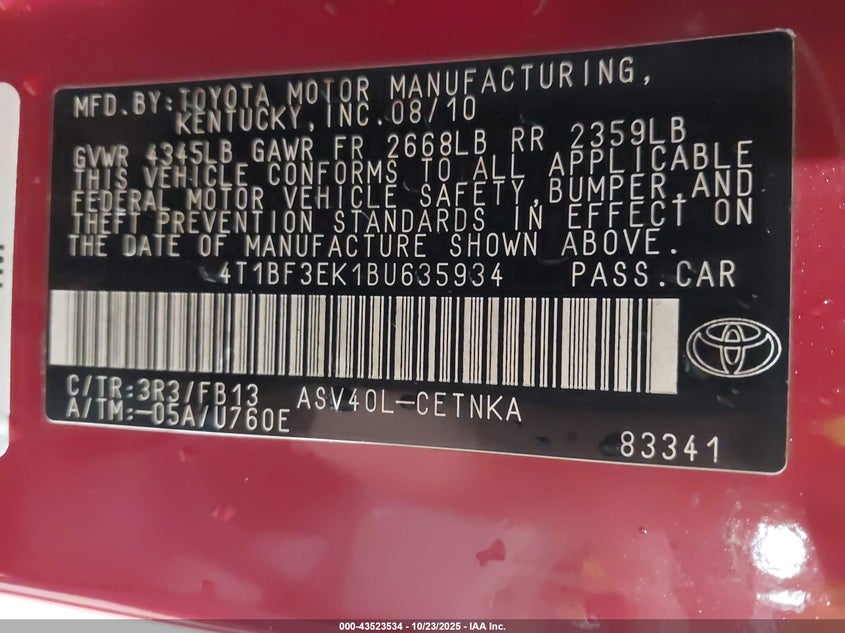 MFD. BY: TOYOTA MOTOR MANUFACTURING,
KENTUCKY, INC. 08/10
GVWR 4345LB GAWR FR 2668LB RR 2359LB
THIS VEHICLE CONFORMS TO ALL APPLICABLE
FEDERAL MOTOR VEHICLE SAFETY, BUMPER, AND
THEFT PREVENTION STANDARDS IN EFFECT ON
THE DATE OF MANUFACTURE SHOWN ABOVE.
4T1BF3EK1BU635934 PASS. CAR
C/TR: 3R3/FB13 ASV40L-CETNKA
A/TM: -05A/U760E
83341
000-43523534 - 10/23/2025 - IAA Inc.